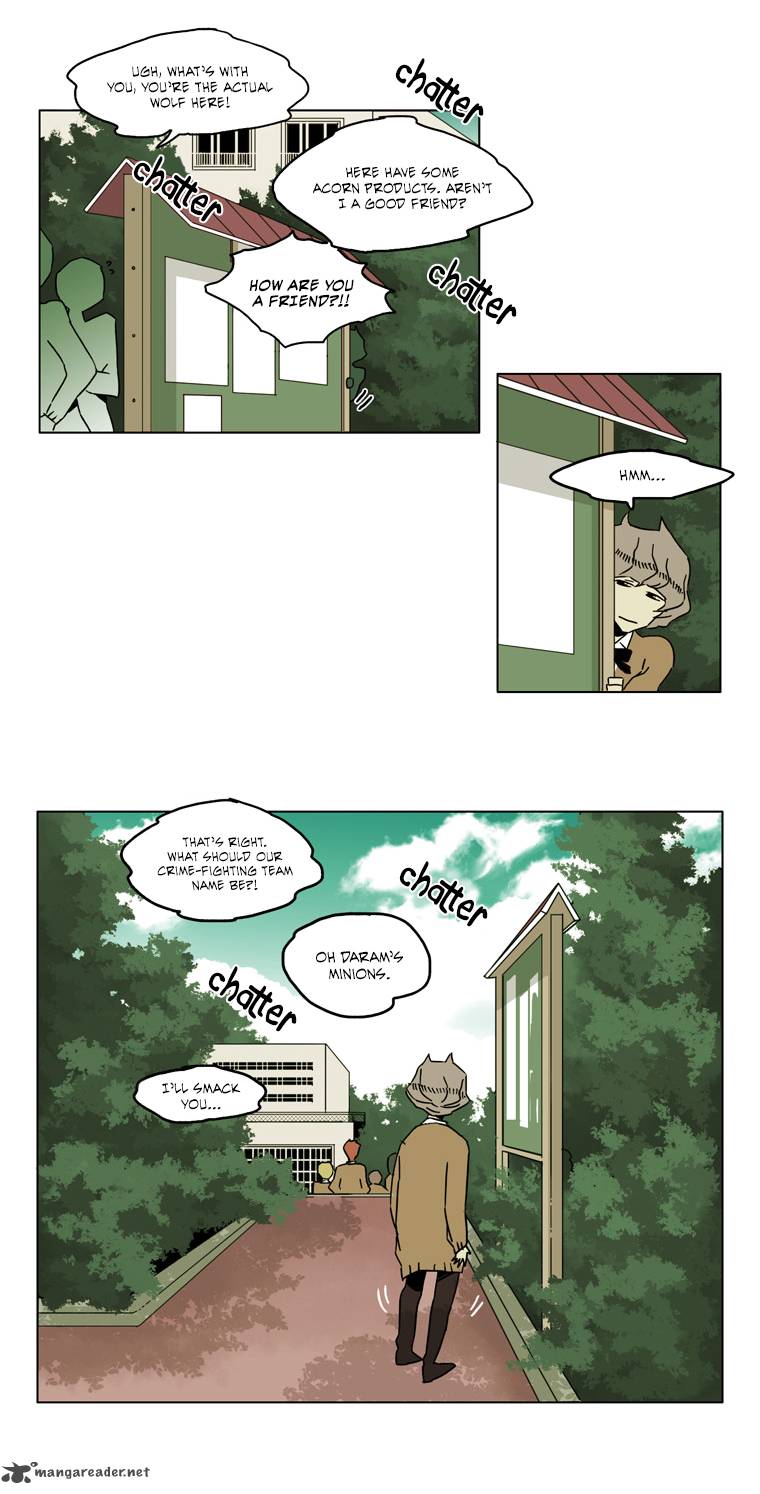 UGH, WHAT'S WITH
YOU, YOU'RE THE ACTUAL
WOLF HERE!
chatter
HERE HAVE SOME
ACORN PRODUCTS. AREN'T
I A GOOD FRIEND?
chatter
HOW ARE YOU
A FRIEND?!!
chatter
HMM...
THAT'S RIGHT.
WHAT SHOULD OUR
CRIME-FIGHTING TEAM
NAME BE?!
chatter
OH DARAM'S
MINIONS.
chatter
I'LL SMACK
YOU...
mangareader.net